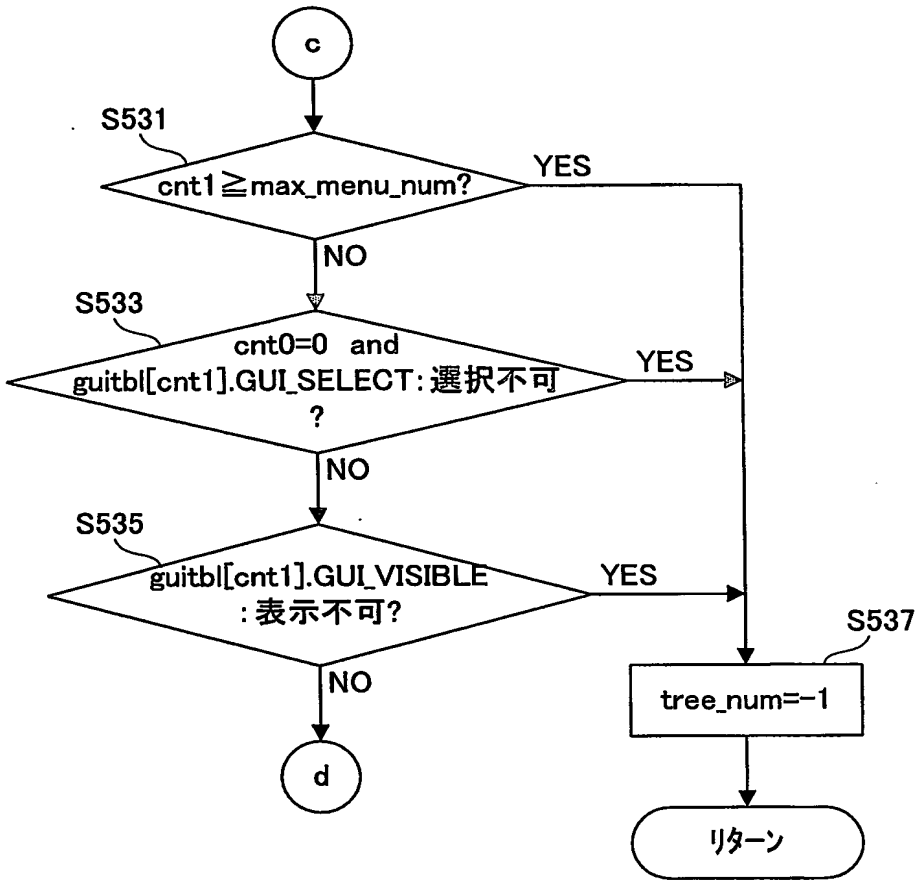 c
S531
cnt1≧max_menu_num?
YES
NO
S533
cnt0=0 and
guitbl[cnt1].GUI_SELECT:選択不可
?
YES
NO
S535
guitbl[cnt1].GUI_VISIBLE
:表示不可?
YES
NO
S537
tree_num=-1
d
リターン